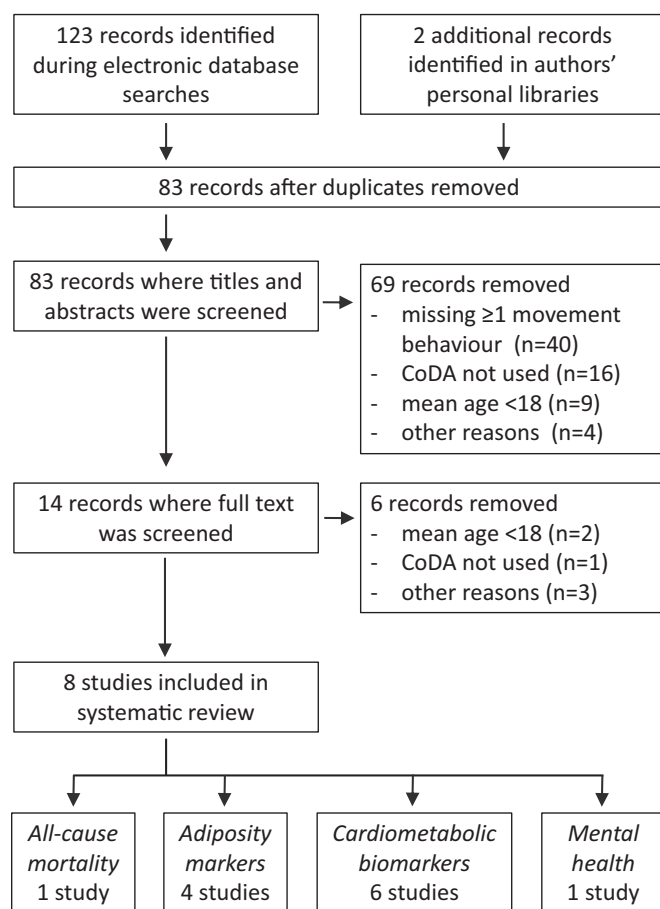 123 records identified
during electronic database
searches
2 additional records
identified in authors'
personal libraries
83 records after duplicates removed
83 records where titles and
abstracts were screened
69 records removed
- missing ≥1 movement
behaviour (n=40)
- CoDA not used (n=16)
- mean age <18 (n=9)
- other reasons (n=4)
14 records where full text
was screened
6 records removed
- mean age <18 (n=2)
- CoDA not used (n=1)
- other reasons (n=3)
8 studies included in
systematic review
All-cause
mortality
1 study
Adiposity
markers
4 studies
Cardiometabolic
biomarkers
6 studies
Mental
health
1 study